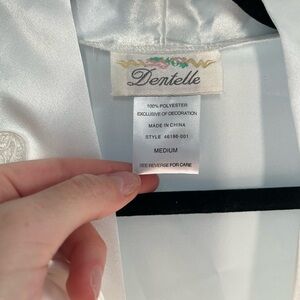 Dentelle
100% POLYESTER
EXCLUSIVE OF DECORATION
MADE IN CHINA
STYLE 46190-001
MEDIUM
SEE REVERSE FOR CARE